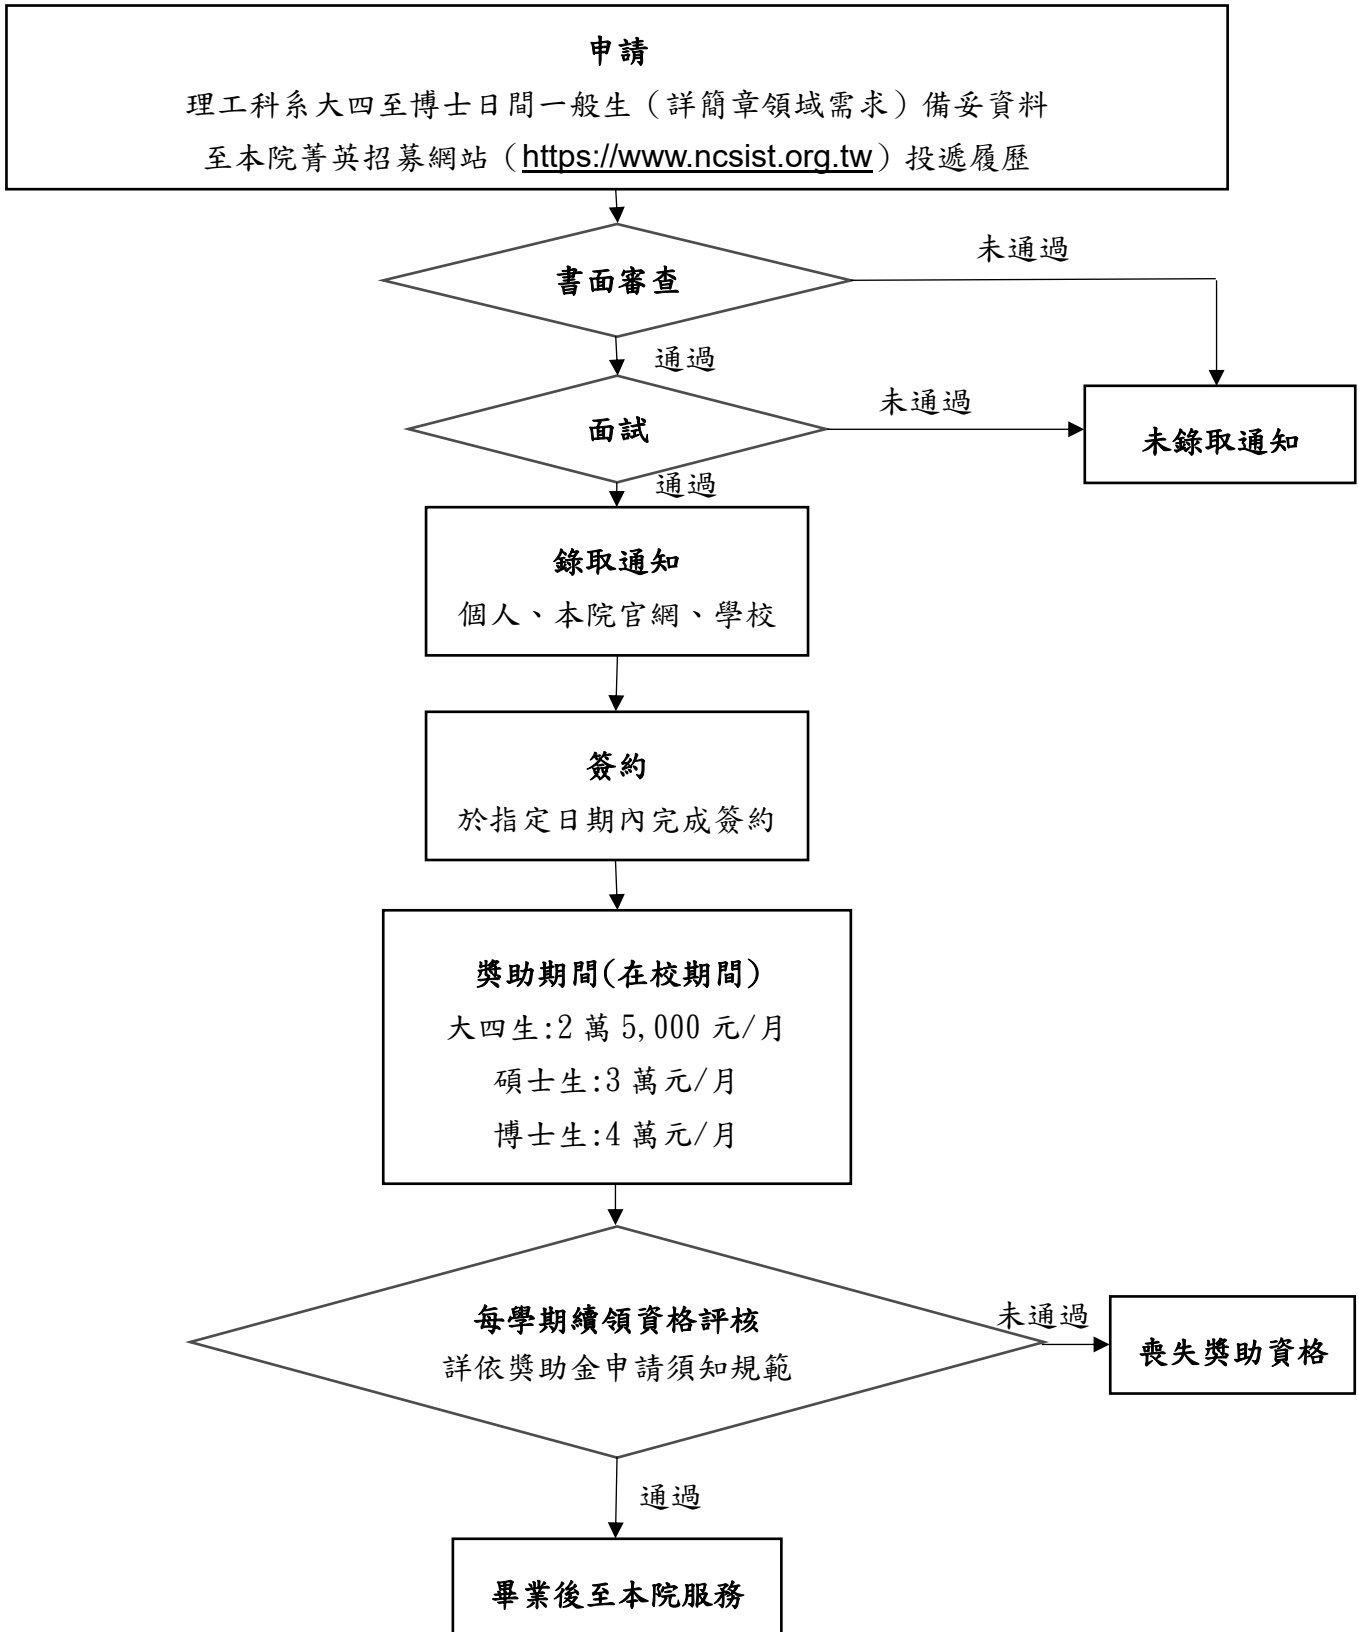 申請
理工科系大四至博士日間一般生（詳簡章領域需求）備妥資料
至本院菁英招募網站（https://www.ncsist.org.tw）投遞履歷
書面審查
未通過
通過
面試
未通過
未錄取通知
通過
錄取通知
個人、本院官網、學校
簽約
於指定日期內完成簽約
獎助期間(在校期間)
大四生:2 萬 5,000 元/月
碩士生:3 萬元/月
博士生:4 萬元/月
每學期續領資格評核
詳依獎助金申請須知規範
未通過
喪失獎助資格
通過
畢業後至本院服務